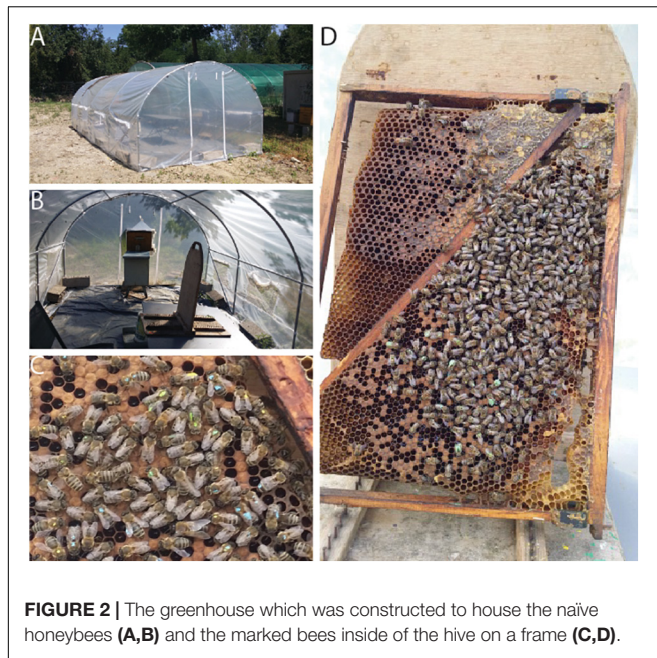 A
D
B
C
FIGURE 2 | The greenhouse which was constructed to house the naïve
honeybees (A,B) and the marked bees inside of the hive on a frame (C,D).